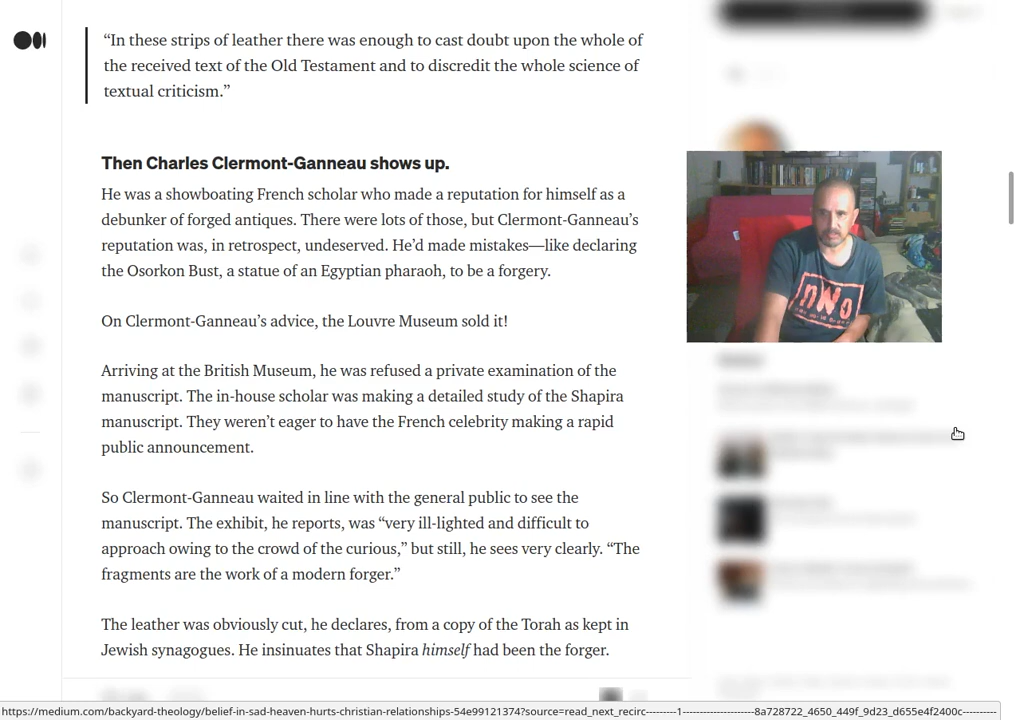 “In these strips of leather there was enough to cast doubt upon the whole of
the received text of the Old Testament and to discredit the whole science of
textual criticism.”
Then Charles Clermont-Ganneau shows up.
He was a showboating French scholar who made a reputation for himself as a
debunker of forged antiques. There were lots of those, but Clermont-Ganneau’s
reputation was, in retrospect, undeserved. He’d made mistakes—like declaring
the Osorkon Bust, a statue of an Egyptian pharaoh, to be a forgery.
On Clermont-Ganneau’s advice, the Louvre Museum sold it!
Arriving at the British Museum, he was refused a private examination of the
manuscript. The in-house scholar was making a detailed study of the Shapira
manuscript. They weren’t eager to have the French celebrity making a rapid
public announcement.
So Clermont-Ganneau waited in line with the general public to see the
manuscript. The exhibit, he reports, was “very ill-lighted and difficult to
approach owing to the crowd of the curious,” but still, he sees very clearly. “The
fragments are the work of a modern forger.”
The leather was obviously cut, he declares, from a copy of the Torah as kept in
Jewish synagogues. He insinuates that Shapira himself had been the forger.
nWo
https://medium.com/backyard-theology/belief-in-sad-heaven-hurts-christian-relationships-54e99121374?source=read_next_recirc---------1---------------------8a728722_4650_449f_9d23_d655e4f2400c----------